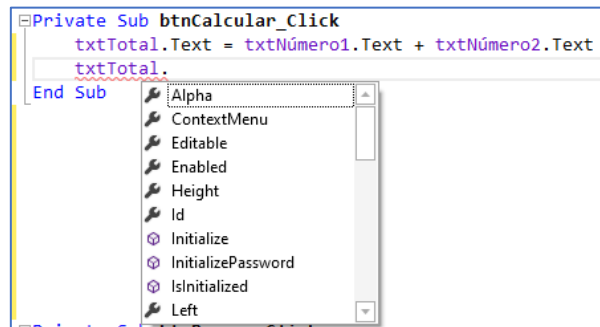 Private Sub btnCalcular_Click
txtTotal.Text = txtNúmero1.Text + txtNúmero2.Text
txtTotal.
End Sub
Alpha
ContextMenu
Editable
Enabled
Height
Id
Initialize
InitializePassword
IsInitialized
Left